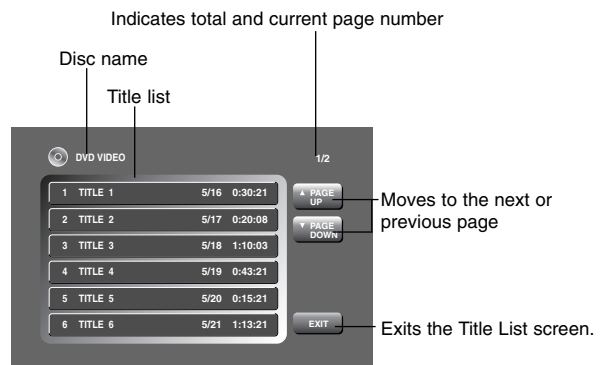 Indicates total and current page number
Disc name
Title list
DVD VIDEO
1/2
1 TITLE 1 5/16 0:30:21
2 TITLE 2 5/17 0:20:08
3 TITLE 3 5/18 1:10:03
4 TITLE 4 5/19 0:43:21
5 TITLE 5 5/20 0:15:21
6 TITLE 6 5/21 1:13:21
▲ PAGE
UP
▼ PAGE
DOWN
Moves to the next or
previous page
EXIT
Exits the Title List screen.